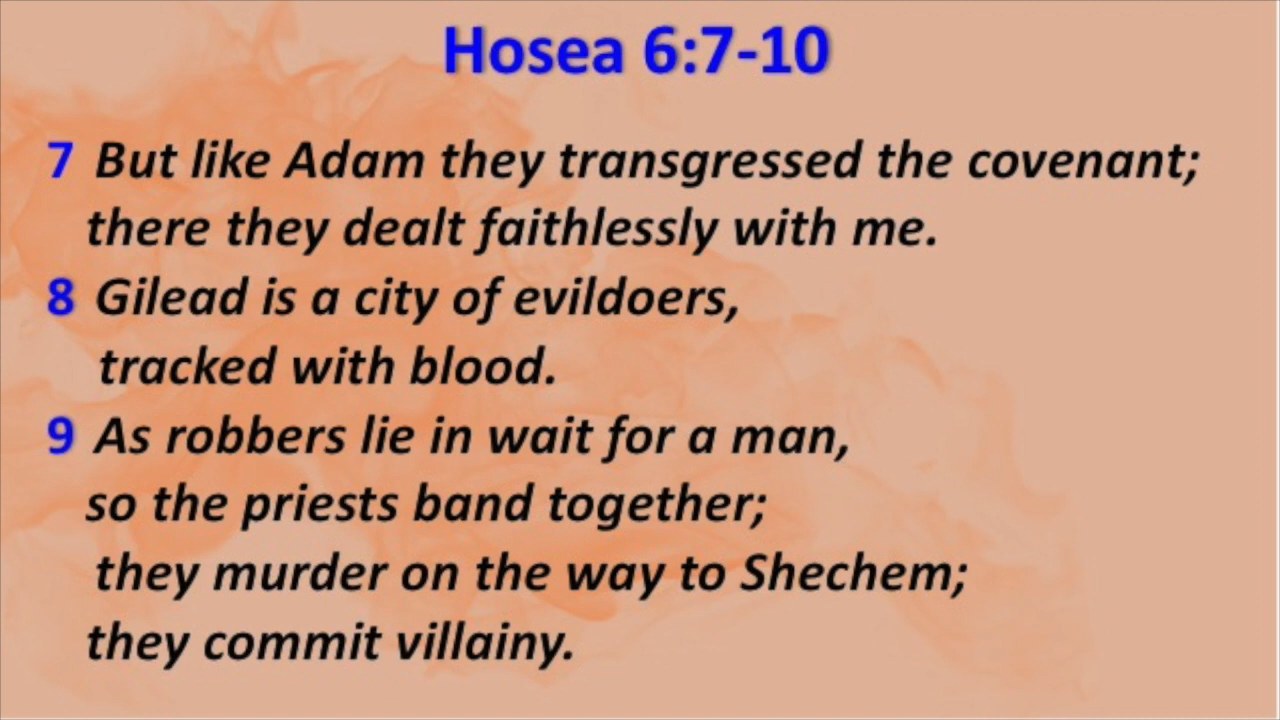 Hosea 6:7-10
7 But like Adam they transgressed the covenant;
there they dealt faithlessly with me.
8 Gilead is a city of evildoers,
tracked with blood.
9 As robbers lie in wait for a man,
so the priests band together;
they murder on the way to Shechem;
they commit villainy.